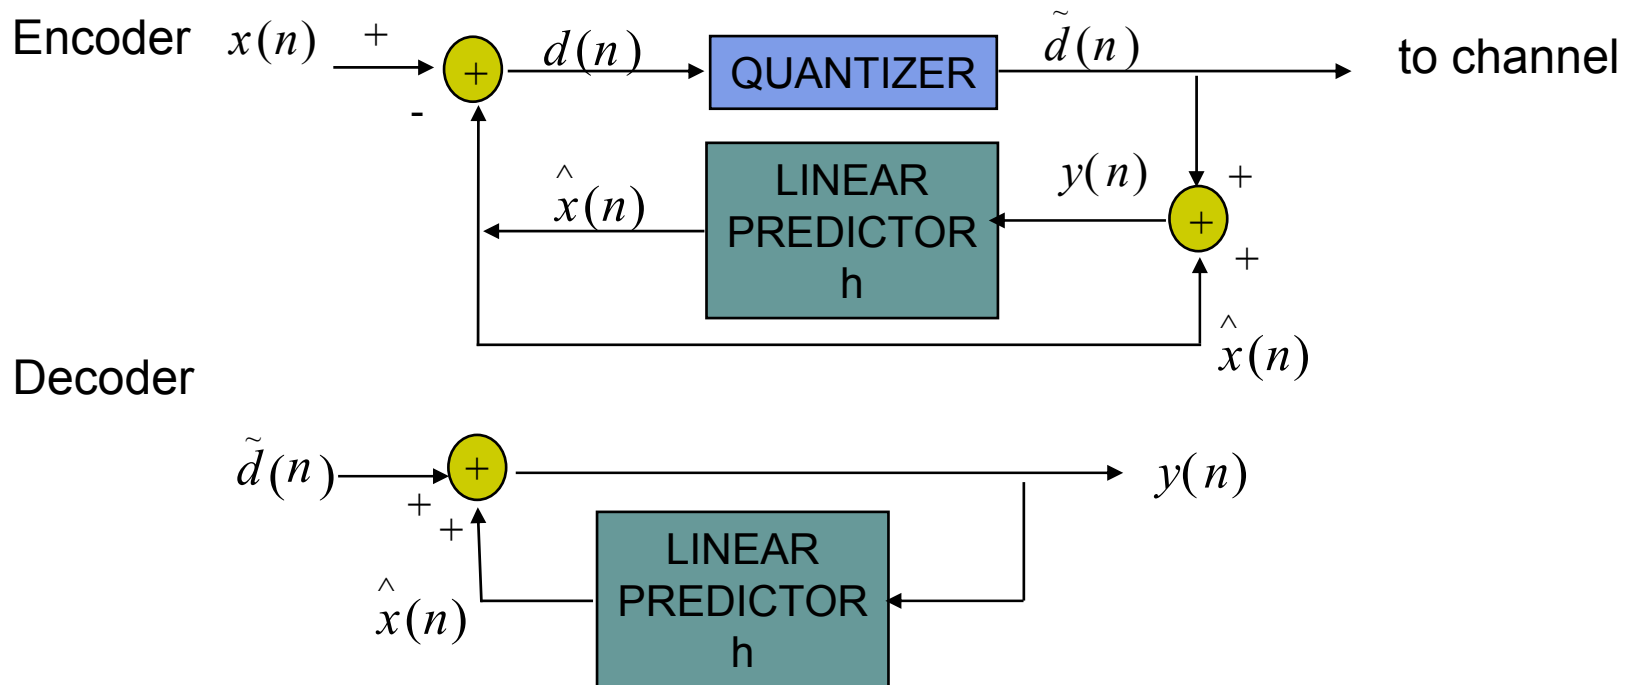 Encoder x(n) + + d(n) QUANTIZER d̃(n) to channel
-
x̂(n) LINEAR PREDICTOR h y(n) + + +
x̂(n)
Decoder
d̃(n) + y(n)
+ +
x̂(n) LINEAR PREDICTOR h